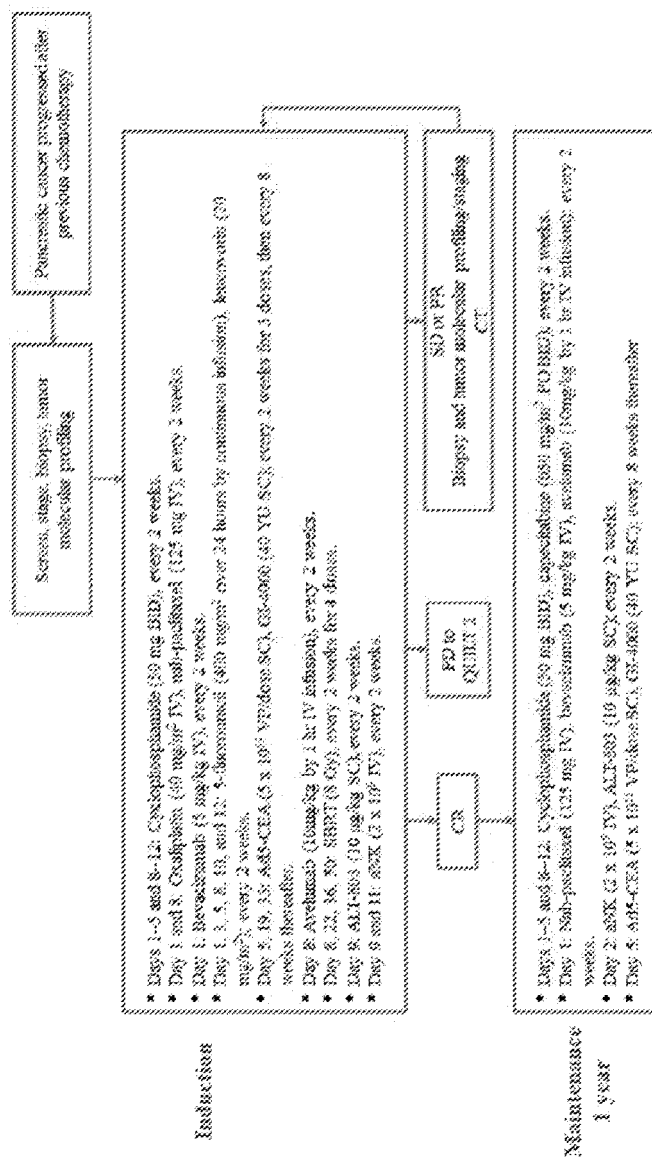 Pancreatic cancer progressed after
previous chemotherapy
Screen, stage, biopsy, tumor
molecular profiling
Induction
• Days 1–5 and 8–12: Cyclophosphamide (50 mg BID), every 2 weeks.
• Day 1 and 8: Oxaliplatin (40 mg/m² IV), nab-paclitaxel (125 mg IV), every 2 weeks.
• Day 1: Bevacizumab (5 mg/kg IV), every 2 weeks.
• Day 1, 3, 5, 8, 10, and 12: 5-fluorouracil (400 mg/m² over 24 hours by continuous infusion), leucovorin (20
mg/m²), every 2 weeks.
• Day 5, 19, 33: Ad5-CEA (5 x 10¹¹ VP/dose SC), GI-4000 (40 YU SC); every 2 weeks for 3 doses, then every 8
weeks thereafter.
• Day 8: Avelumab (10mg/kg by 1 hr IV infusion), every 2 weeks.
• Day 8, 22, 36, 50: SBRT (8 Gy), every 2 weeks for 4 doses.
• Day 9: ALT-803 (10 µg/kg SC), every 2 weeks.
• Day 9 and 11: aNK (2 x 10⁹ IV), every 2 weeks.
CR
PD to
QUILT 2
SD or PR
Biopsy and tumor molecular profiling/staging
CT
Maintenance
1 year
• Days 1–5 and 8–12: Cyclophosphamide (50 mg BID), capecitabine (650 mg/m² PO BID), every 2 weeks.
• Day 1: Nab-paclitaxel (125 mg IV), bevacizumab (5 mg/kg IV), avelumab (10mg/kg by 1 hr IV infusion): every 2
weeks.
• Day 2: aNK (2 x 10⁹ IV), ALT-803 (10 µg/kg SC); every 2 weeks.
• Day 5: Ad5-CEA (5 x 10¹¹ VP/dose SC), GI-4000 (40 YU SC); every 8 weeks thereafter